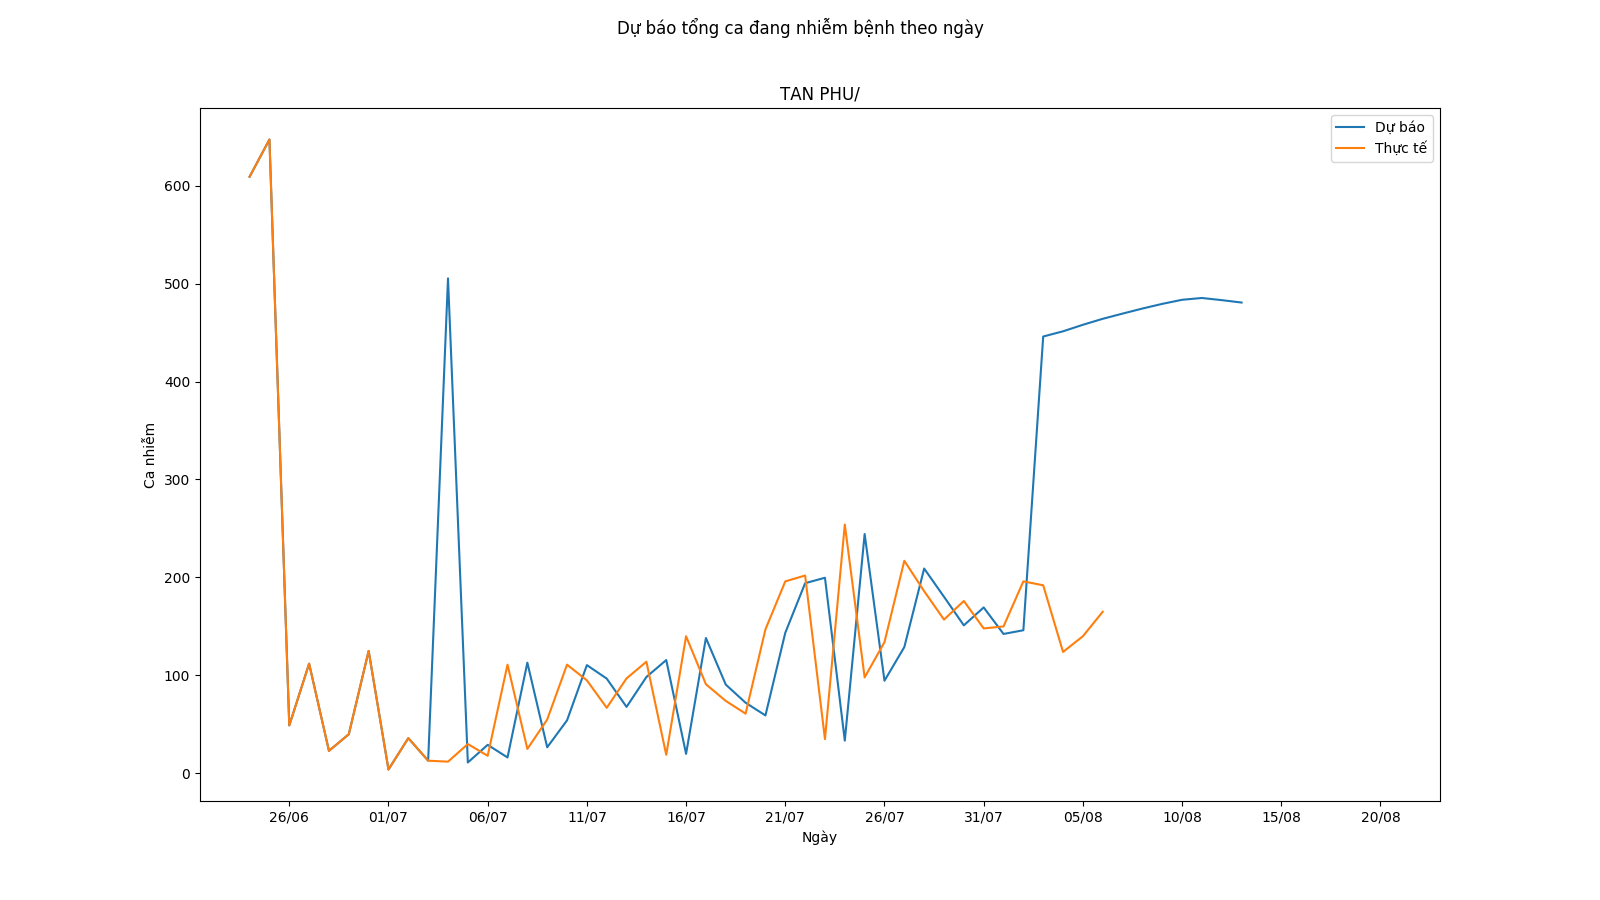 Dự báo tổng ca đang nhiễm bệnh theo ngày
TAN PHU/
Dự báo
Thực tế
600
500
400
300
200
100
0
Ca nhiễm
26/06 01/07 06/07 11/07 16/07 21/07 26/07 31/07 05/08 10/08 15/08 20/08
Ngày